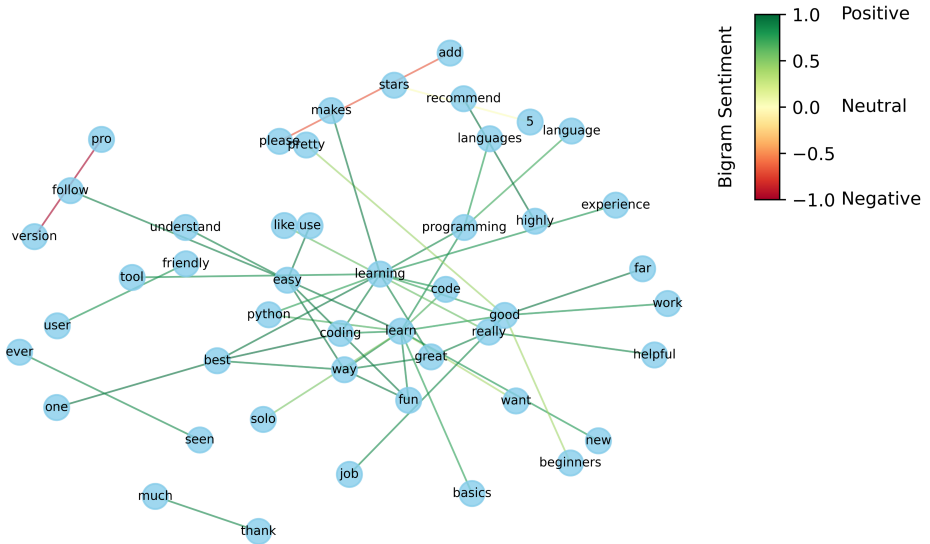 1.0 Positive
0.5
0.0 Neutral
−0.5
−1.0 Negative
Bigram Sentiment
add
stars
recommend
makes
5
language
please
pretty
languages
pro
follow
experience
version
understand
like
use
programming
highly
friendly
tool
easy
learning
far
code
work
user
python
good
coding
learn
really
ever
best
great
helpful
way
one
solo
fun
want
seen
new
job
beginners
much
basics
thank